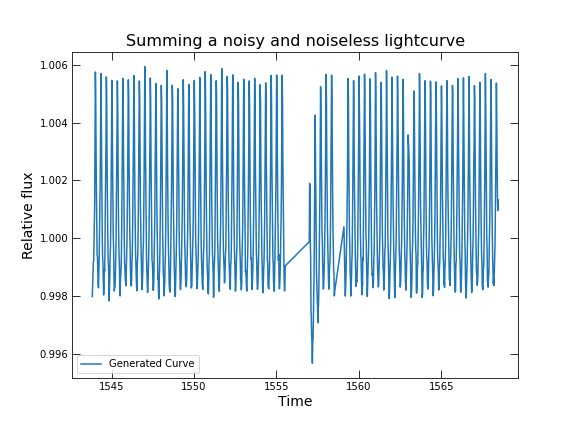 Summing a noisy and noiseless lightcurve
1.006
1.004
1.002
1.000
0.998
0.996
Relative flux
Generated Curve
1545
1550
1555
1560
1565
Time